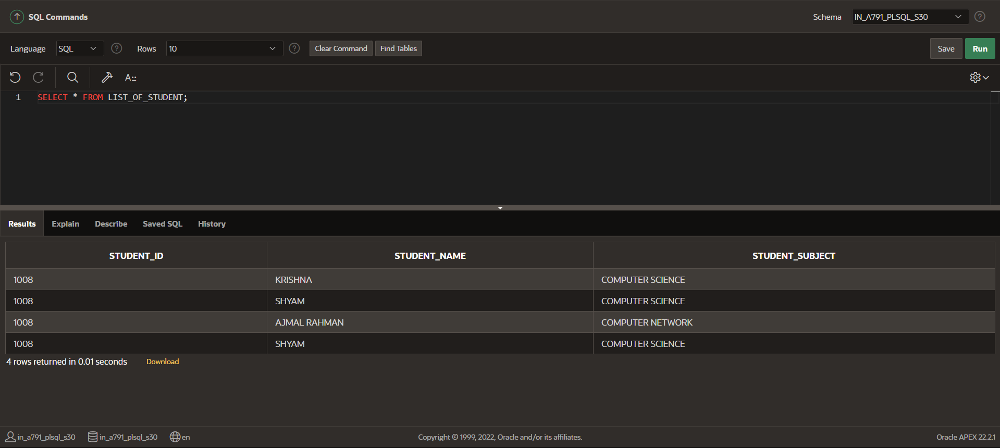 SQL Commands Schema IN_A791_PLSQL_S30
Language SQL Rows 10 Clear Command Find Tables Save Run
A::
1 SELECT * FROM LIST_OF_STUDENT;
Results Explain Describe Saved SQL History
STUDENT_ID STUDENT_NAME STUDENT_SUBJECT
1008 KRISHNA COMPUTER SCIENCE
1008 SHYAM COMPUTER SCIENCE
1008 AJMAL RAHMAN COMPUTER NETWORK
1008 SHYAM COMPUTER SCIENCE
4 rows returned in 0.01 seconds Download
in_a791_plsql_s30 in_a791_plsql_s30 en Copyright © 1999, 2022, Oracle and/or its affiliates. Oracle APEX 22.2.1